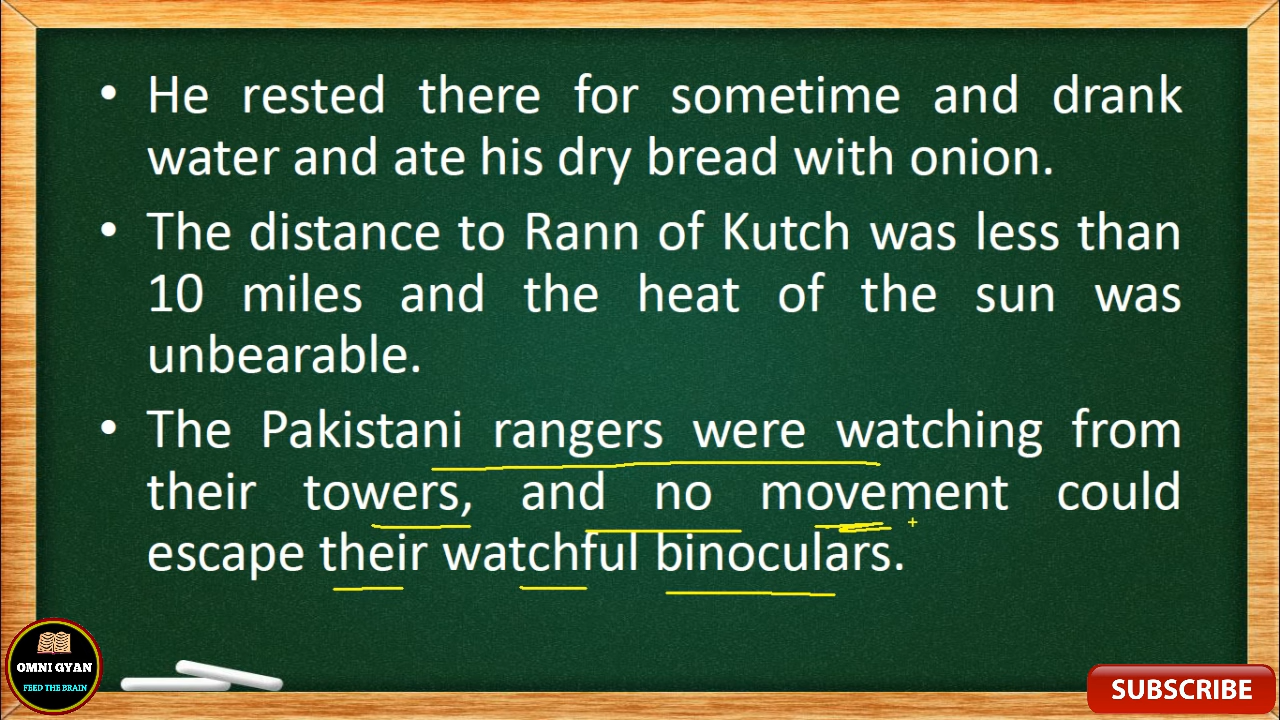 • He rested there for sometime and drank
water and ate his dry bread with onion.
• The distance to Rann of Kutch was less than
10 miles and the heat of the sun was
unbearable.
• The Pakistani rangers were watching from
their towers, and no movement could
escape their watchful binoculars.
OMNI GYAN
FEED THE BRAIN
SUBSCRIBE